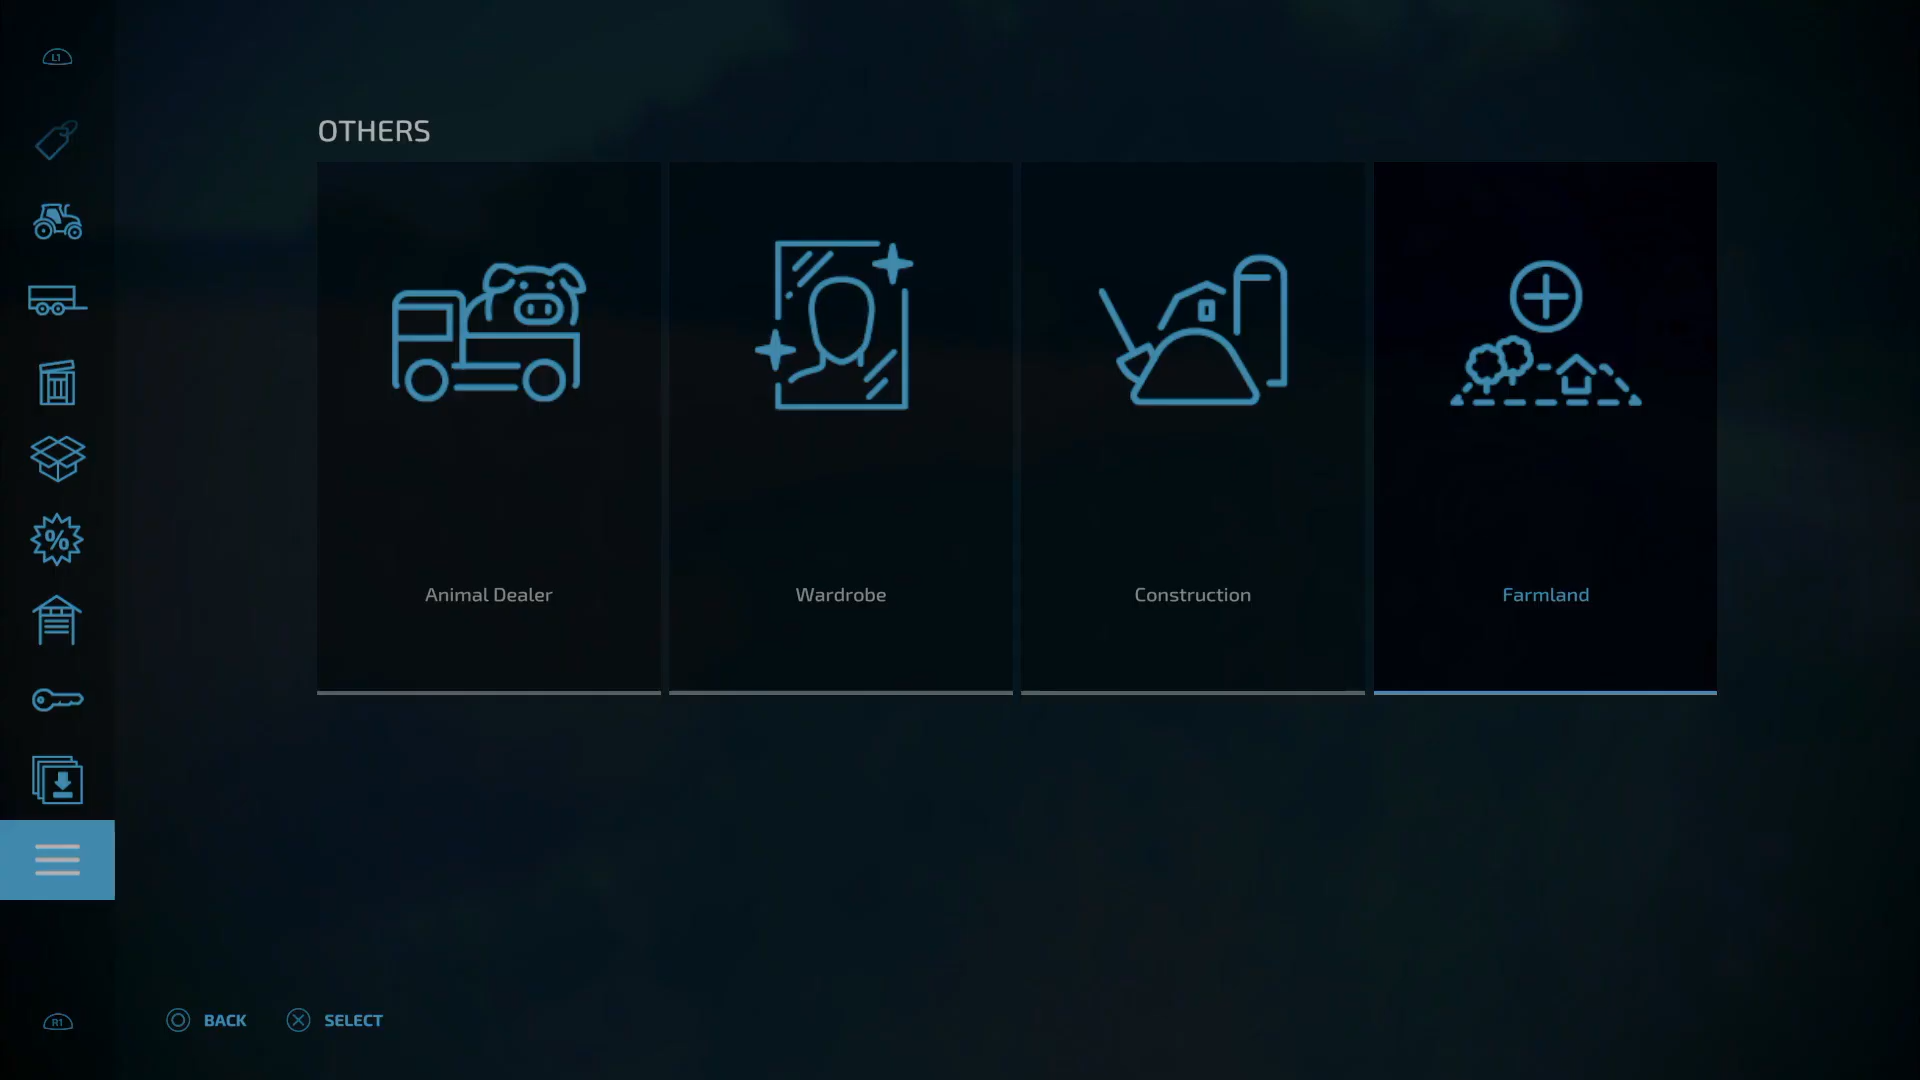 L1
OTHERS
%
Animal Dealer
Wardrobe
Construction
Farmland
R1
BACK
SELECT